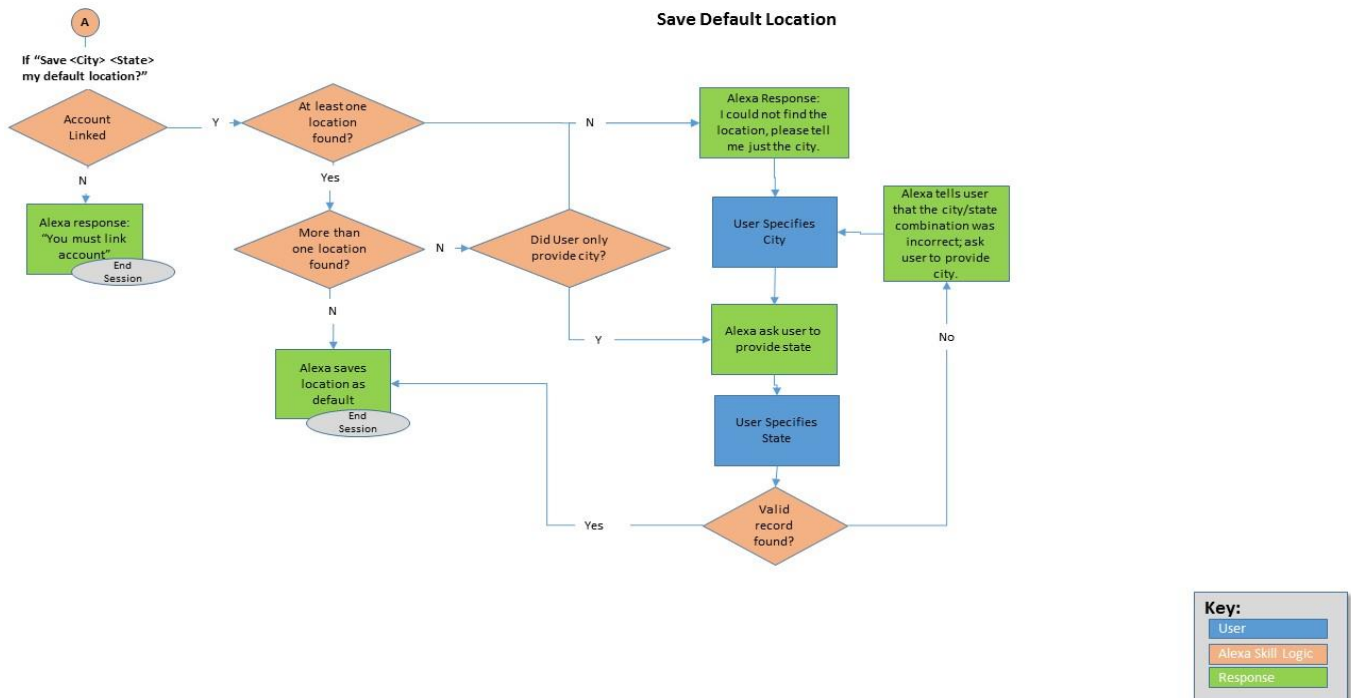 Save Default Location
A
If “Save <City> <State>
my default location?”
Account
Linked
Y
At least one
location
found?
N
Alexa Response:
I could not find the
location, please tell
me just the city.
N
Alexa response:
“You must link
account”
End
Session
Yes
More than
one location
found?
N
Did User only
provide city?
User Specifies
City
Alexa tells user
that the city/state
combination was
incorrect; ask
user to provide
city.
N
Y
Alexa ask user to
provide state
No
Alexa saves
location as
default
End
Session
User Specifies
State
Yes
Valid
record
found?
Key:
User
Alexa Skill Logic
Response